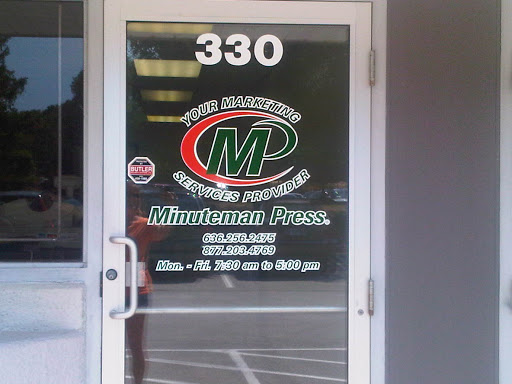 330
YOUR MARKETING
MP
SERVICES PROVIDER
BUTLER
Minuteman Press®
636.256.2475
877.203.4769
Mon. - Fri. 7:30 am to 5:00 pm